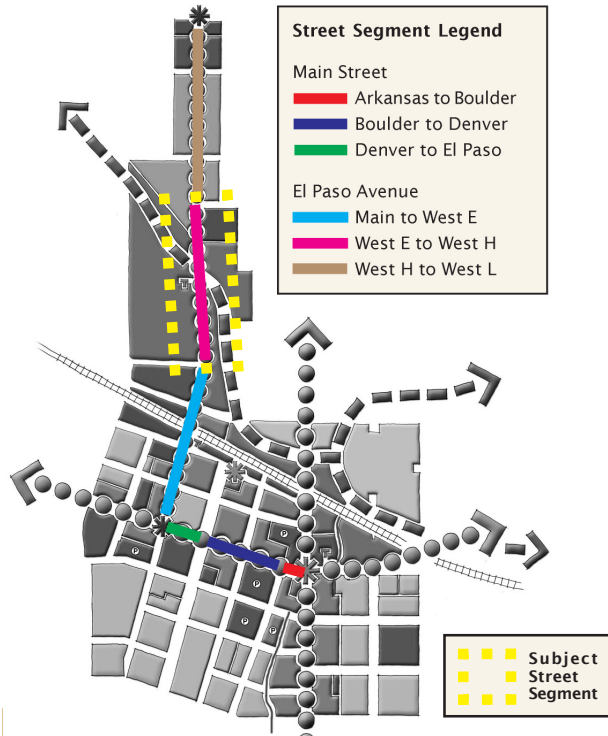 Street Segment Legend
Main Street
Arkansas to Boulder
Boulder to Denver
Denver to El Paso
El Paso Avenue
Main to West E
West E to West H
West H to West L
P
P
P
P
P
Subject
Street
Segment